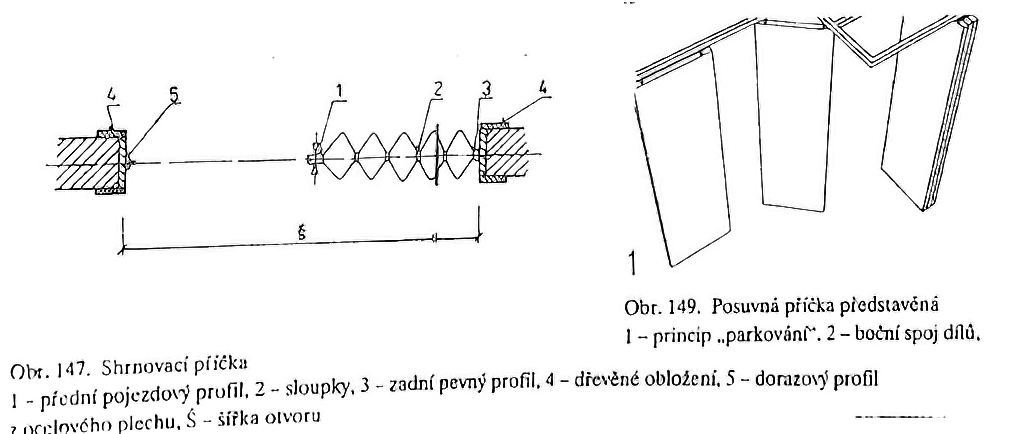 4
5
1
2
3
4
š
1
Obr. 149. Posuvná příčka představěná
1 – princip „parkování“. 2 – boční spoj dílů,
Obr. 147. Shrnovací příčka
1 – přední pojezdový profil, 2 – sloupky, 3 – zadní pevný profil, 4 – dřevěné obložení, 5 – dorazový profil
z ocelového plechu, Š – šířka otvoru